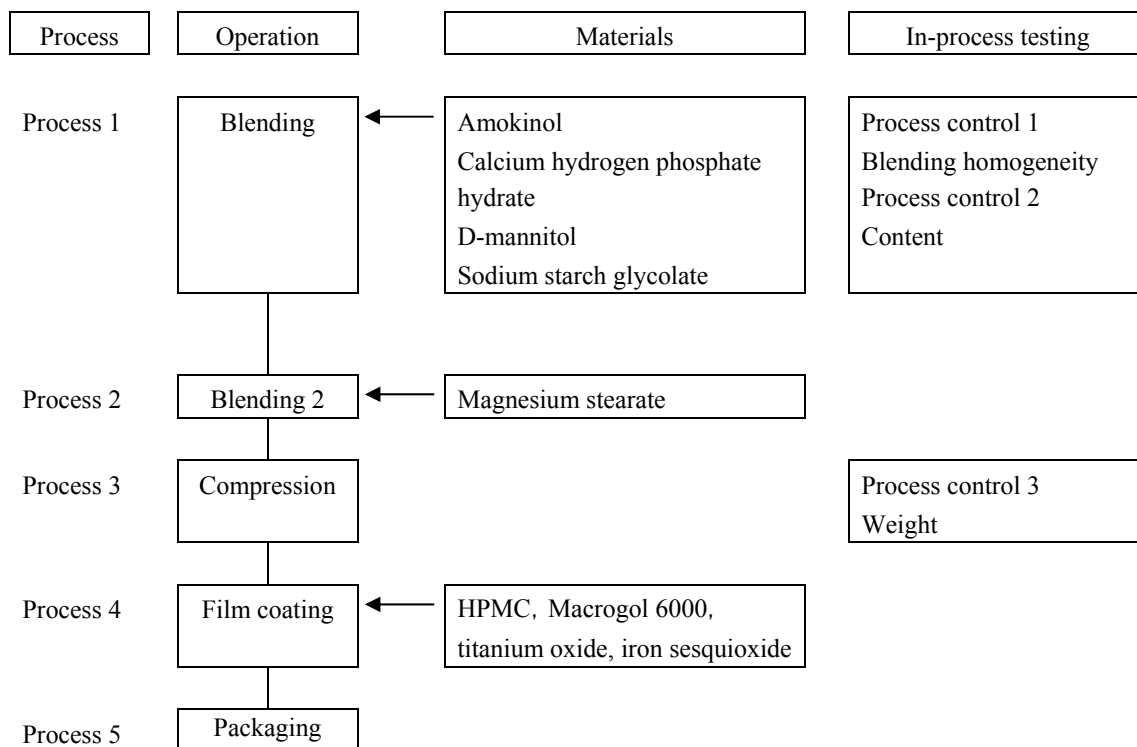 Process Operation Materials In-process testing
Process 1 Blending Amokinol Process control 1
Calcium hydrogen phosphate Blending homogeneity
hydrate Process control 2
D-mannitol Content
Sodium starch glycolate
Process 2 Blending 2 Magnesium stearate
Process 3 Compression Process control 3
Weight
Process 4 Film coating HPMC, Macrogol 6000,
titanium oxide, iron sesquioxide
Process 5 Packaging